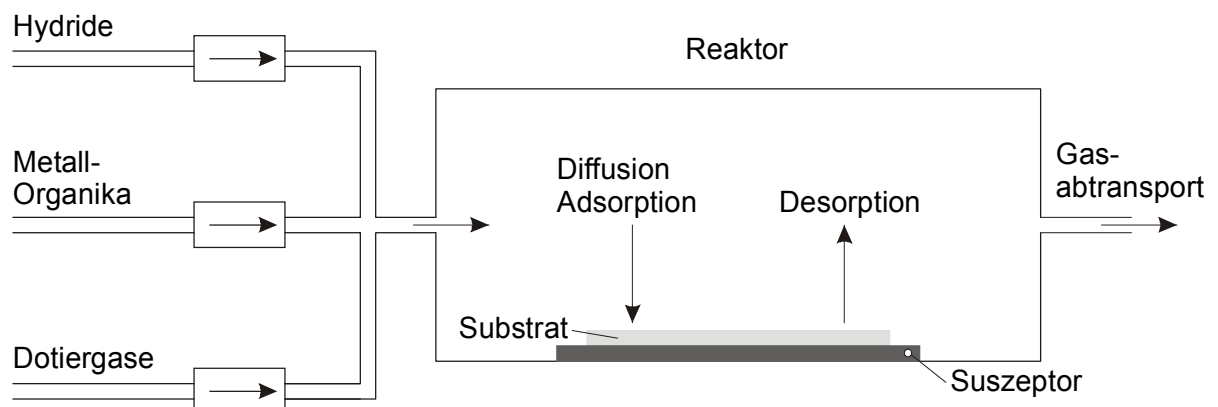 Hydride
Reaktor
Metall-
Organika
Diffusion
Adsorption
Desorption
Gas-
abtransport
Substrat
Dotiergase
Suszeptor